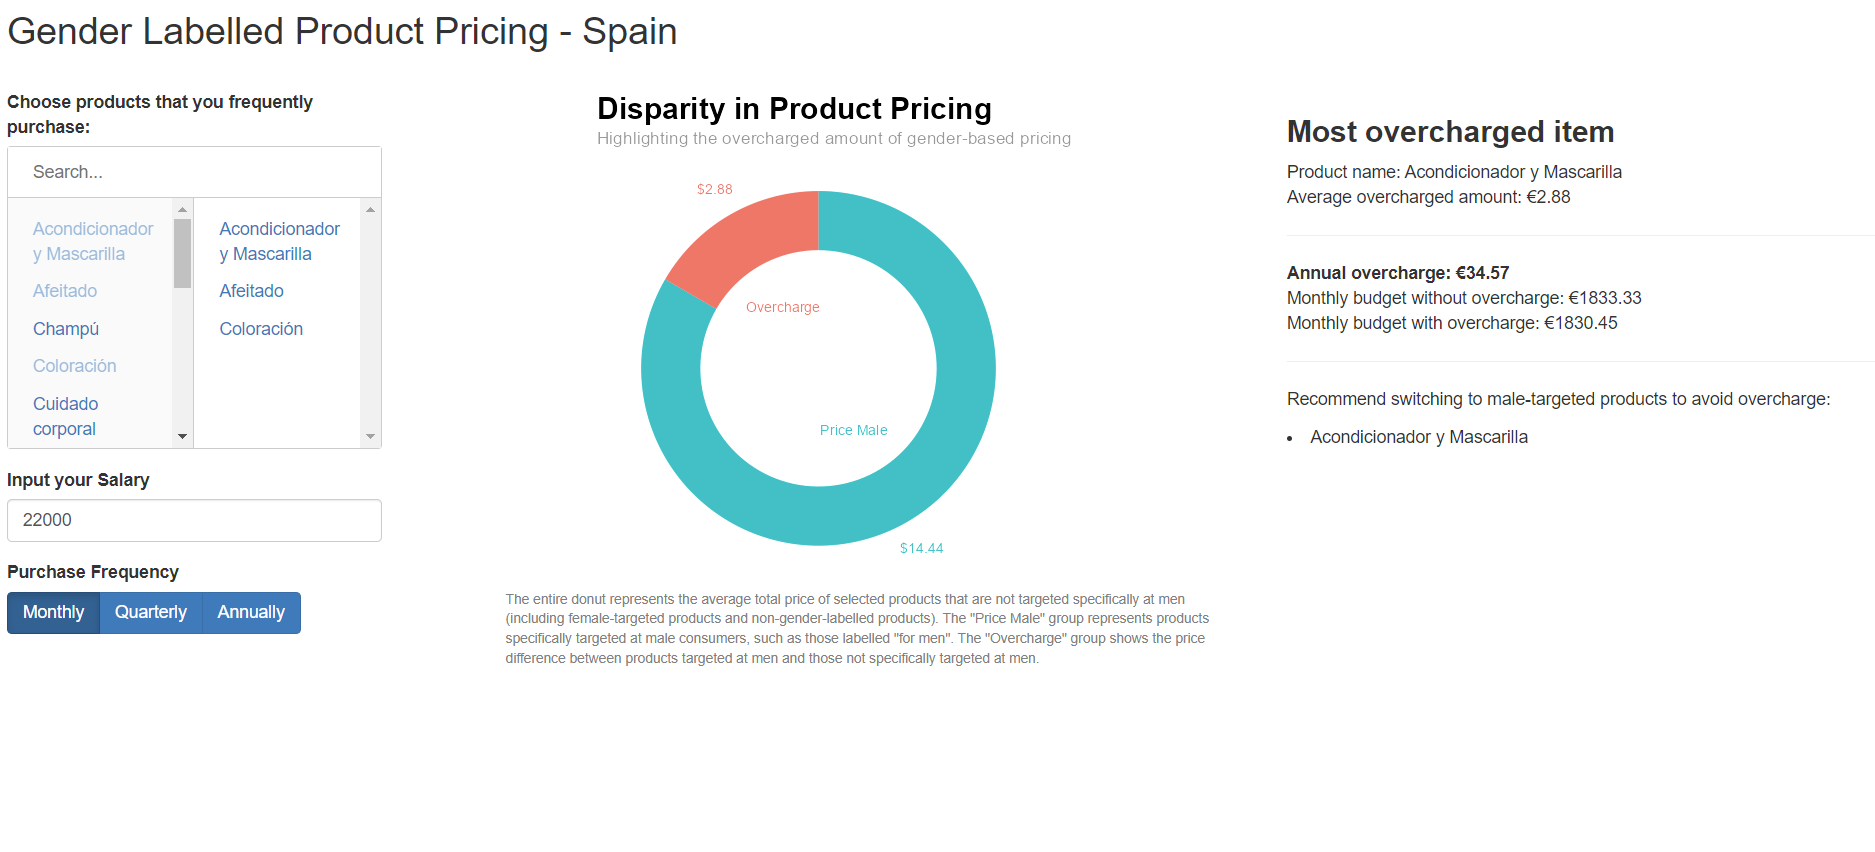 Gender Labelled Product Pricing - Spain
Choose products that you frequently
purchase:
Search...
Acondicionador
y Mascarilla
Afeitado
Champú
Coloración
Cuidado
corporal
Acondicionador
y Mascarilla
Afeitado
Coloración
Input your Salary
22000
Purchase Frequency
Monthly
Quarterly
Annually
Disparity in Product Pricing
Highlighting the overcharged amount of gender-based pricing
$2.88
Overcharge
Price Male
$14.44
The entire donut represents the average total price of selected products that are not targeted specifically at men
(including female-targeted products and non-gender-labelled products). The "Price Male" group represents products
specifically targeted at male consumers, such as those labelled "for men". The "Overcharge" group shows the price
difference between products targeted at men and those not specifically targeted at men.
Most overcharged item
Product name: Acondicionador y Mascarilla
Average overcharged amount: €2.88
Annual overcharge: €34.57
Monthly budget without overcharge: €1833.33
Monthly budget with overcharge: €1830.45
Recommend switching to male-targeted products to avoid overcharge:
• Acondicionador y Mascarilla